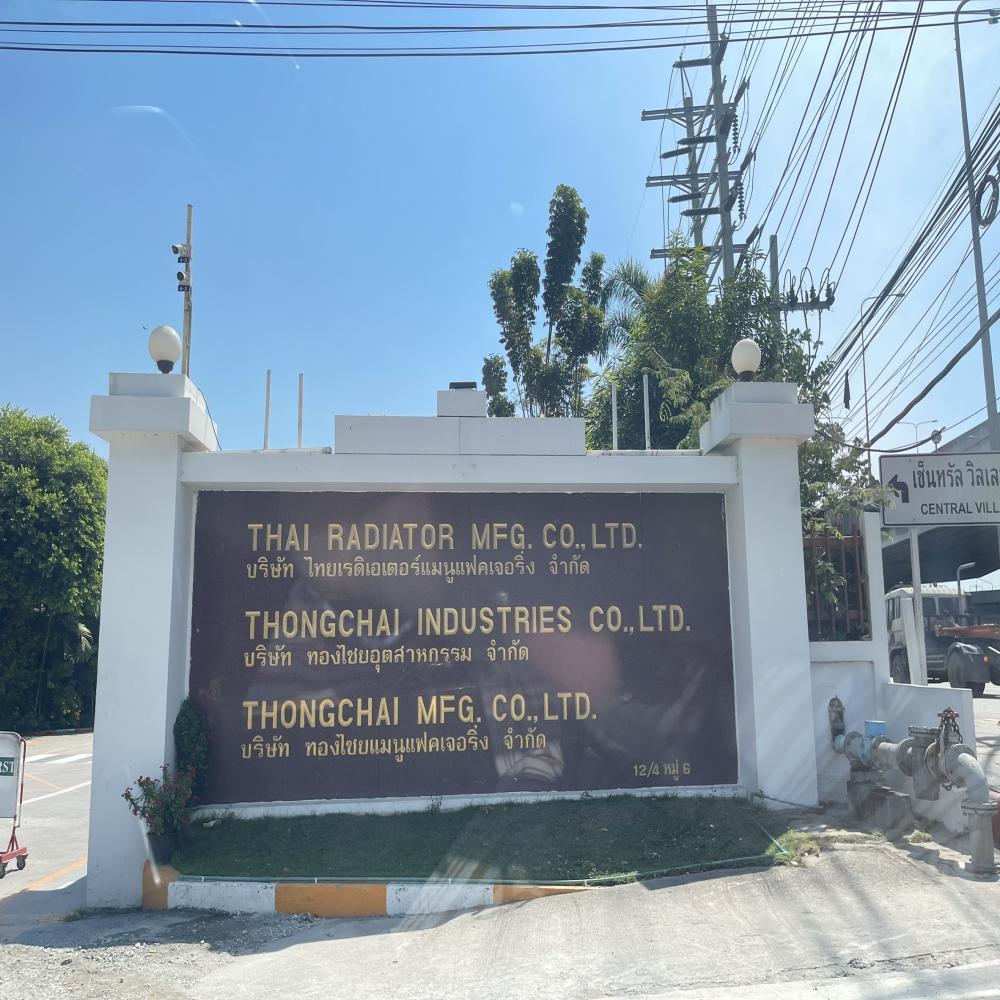 THAI RADIATOR MFG. CO., LTD.
บริษัท ไทยเรดิเอเตอร์แมนูแฟคเจอริ่ง จำกัด
THONGCHAI INDUSTRIES CO., LTD.
บริษัท ทองไชยอุตสาหกรรม จำกัด
THONGCHAI MFG. CO., LTD.
บริษัท ทองไชยแมนูแฟคเจอริ่ง จำกัด
12/4 หมู่ 6
เซ็นทรัล
CENTRAL